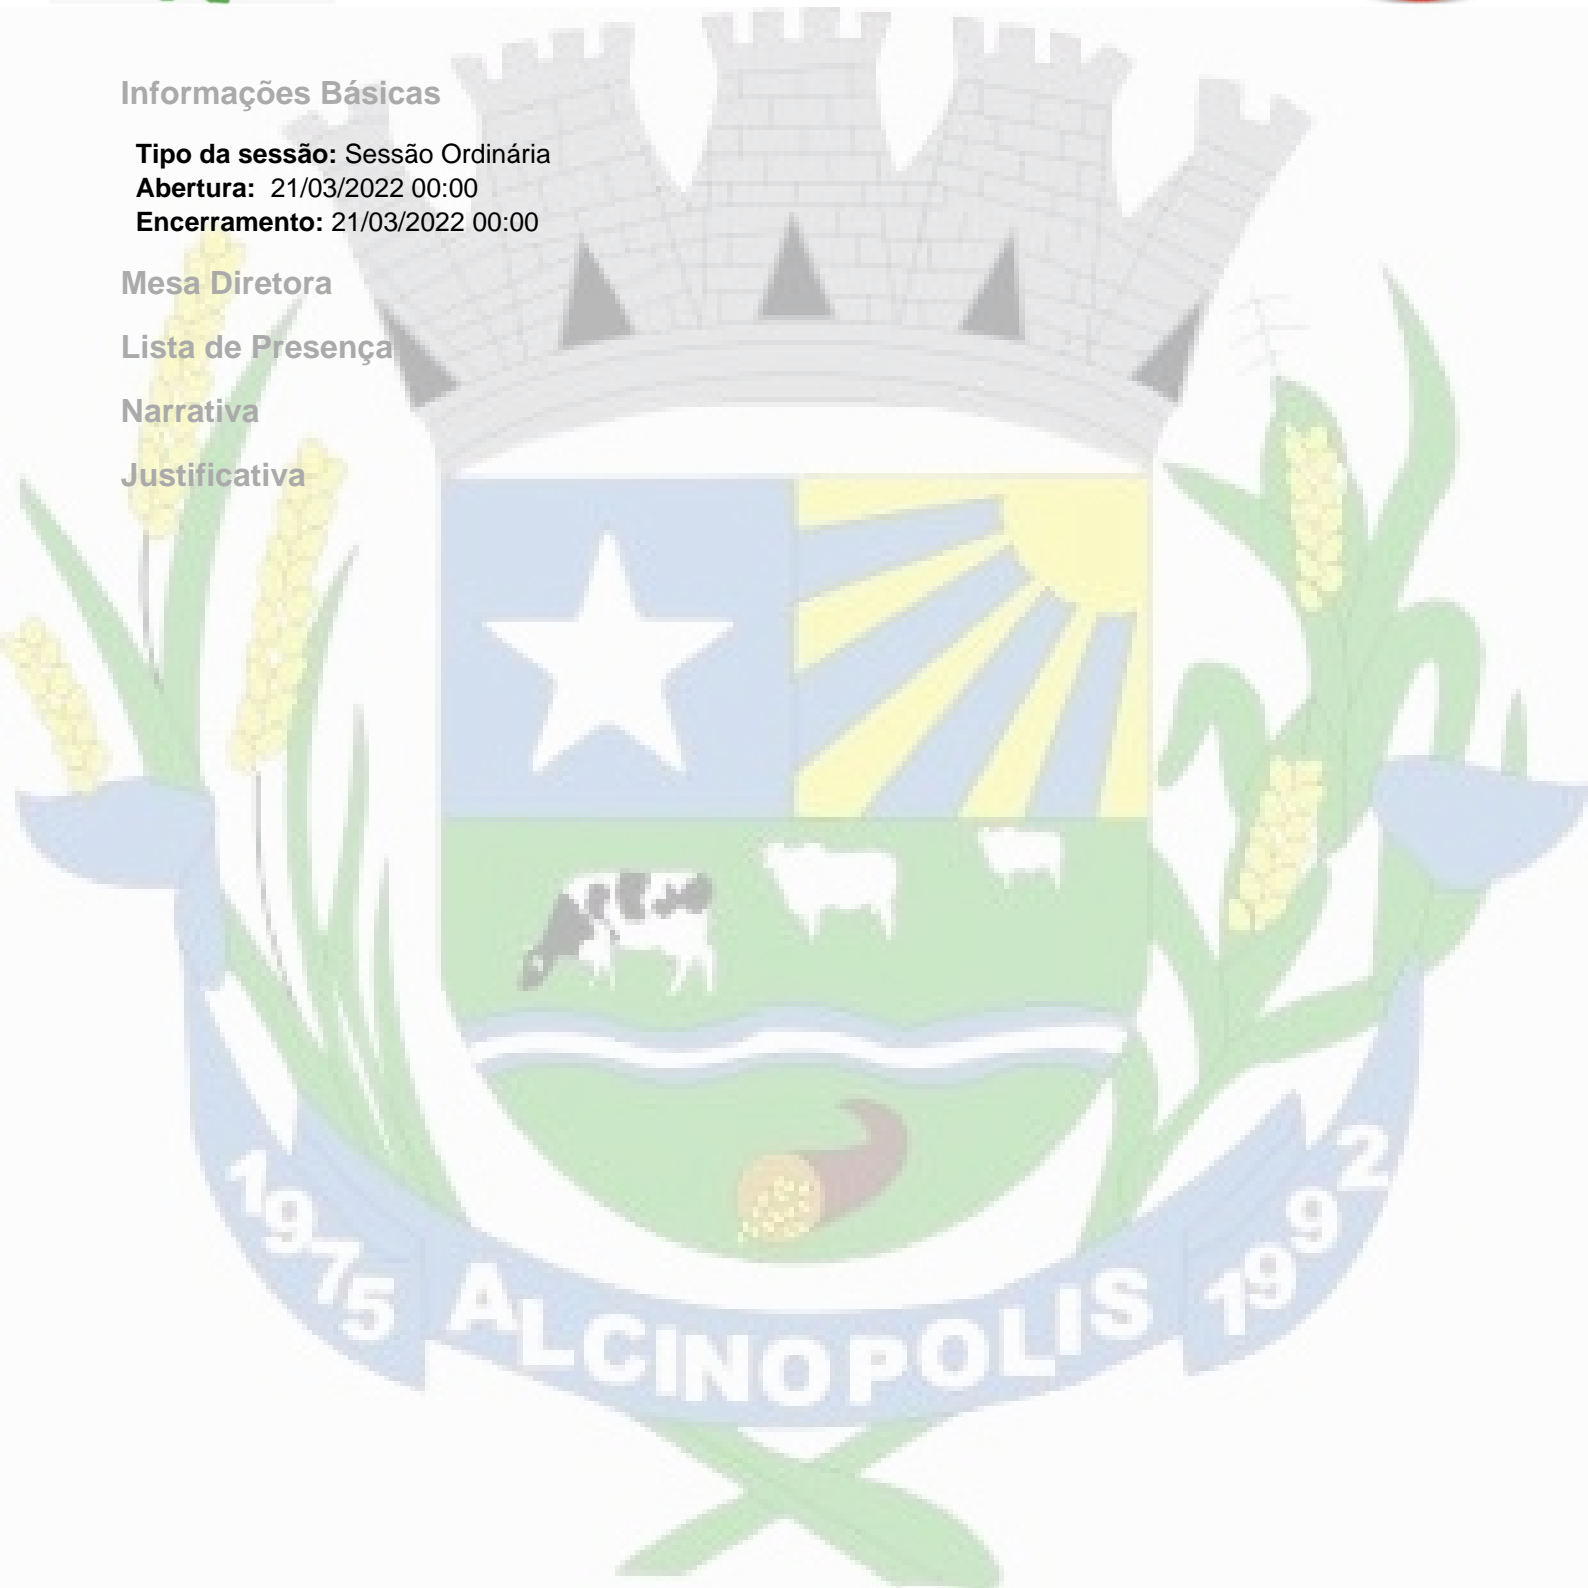 Informações Básicas
Tipo da sessão: Sessão Ordinária
Abertura: 21/03/2022 00:00
Encerramento: 21/03/2022 00:00
Mesa Diretora
Lista de Presença
Narrativa
Justificativa
1975 ALCINOPOLIS 1992